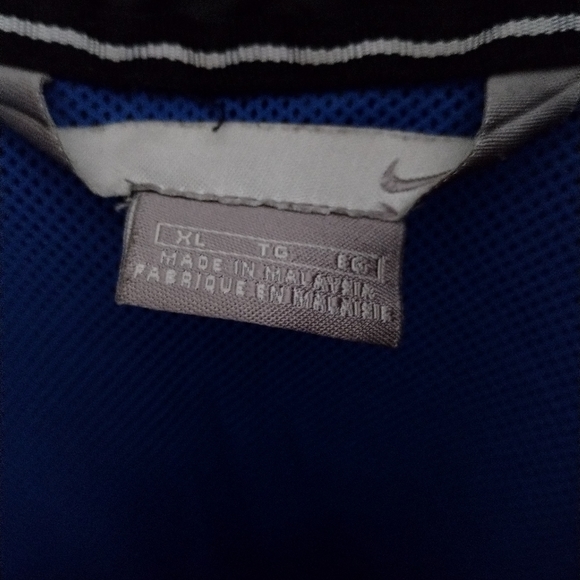 XL TG EG
MADE IN MALAYSIA
FABRIQUE EN MALAISIE